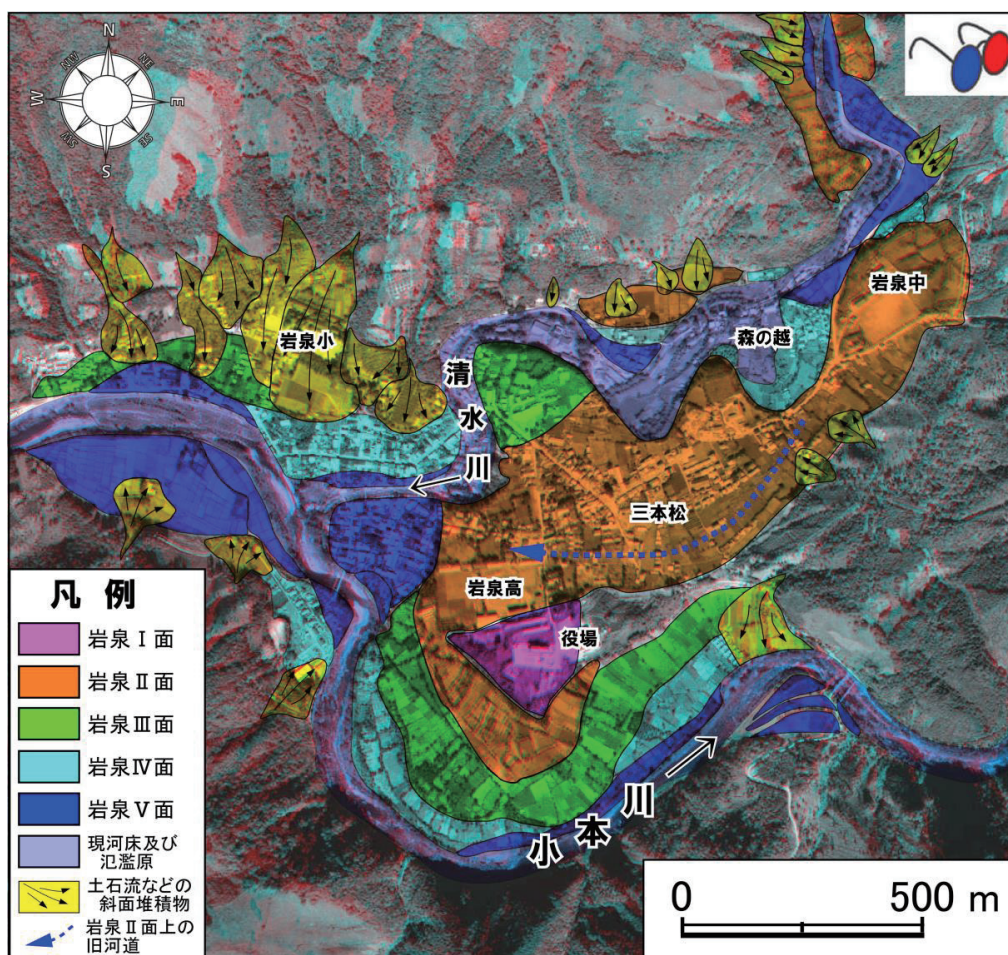 N
NW
NE
W
E
SW
SE
S
岩泉中
森の越
岩泉小
清水川
三本松
岩泉高
役場
小本川
凡 例
岩泉Ⅰ面
岩泉Ⅱ面
岩泉Ⅲ面
岩泉Ⅳ面
岩泉Ⅴ面
現河床及び
氾濫原
土石流などの
斜面堆積物
岩泉Ⅱ面上の
旧河道
0 500 m